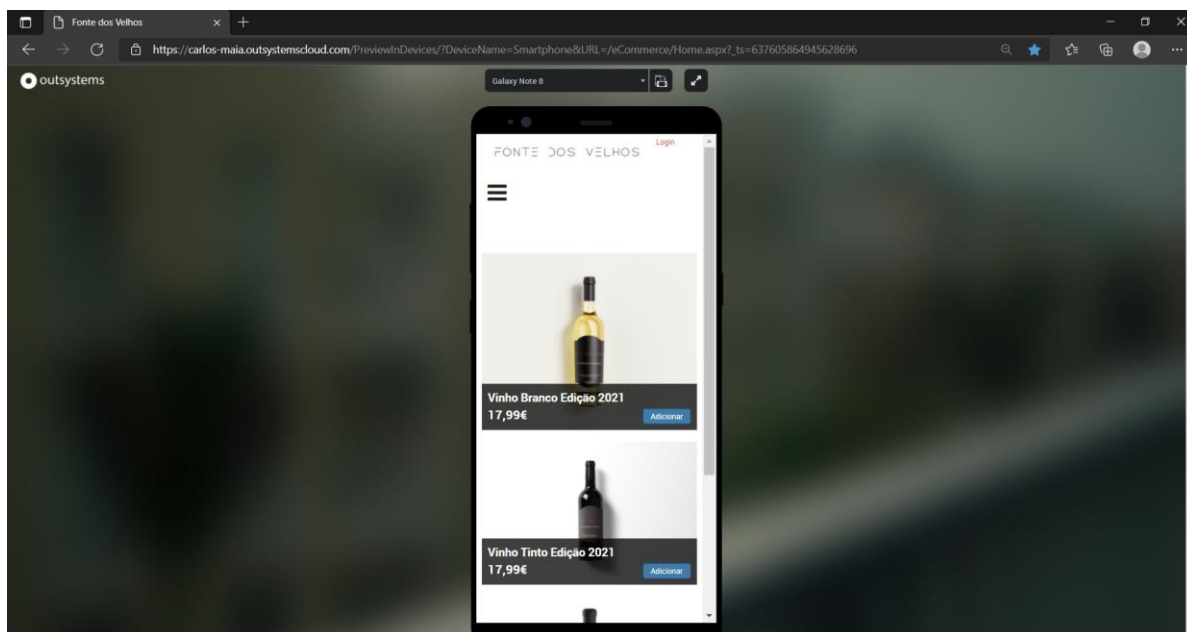 Fonte dos Velhos
https://carlos-maia.outsystemscloud.com/PreviewInDevices/?DeviceName=Smartphone&URL=/eCommerce/Home.aspx?_ts=637605864945628696
outsystems
Galaxy Note 8
Login
FONTE DOS VELHOS
Vinho Branco Edição 2021
17,99€
Adicionar
Vinho Tinto Edição 2021
17,99€
Adicionar